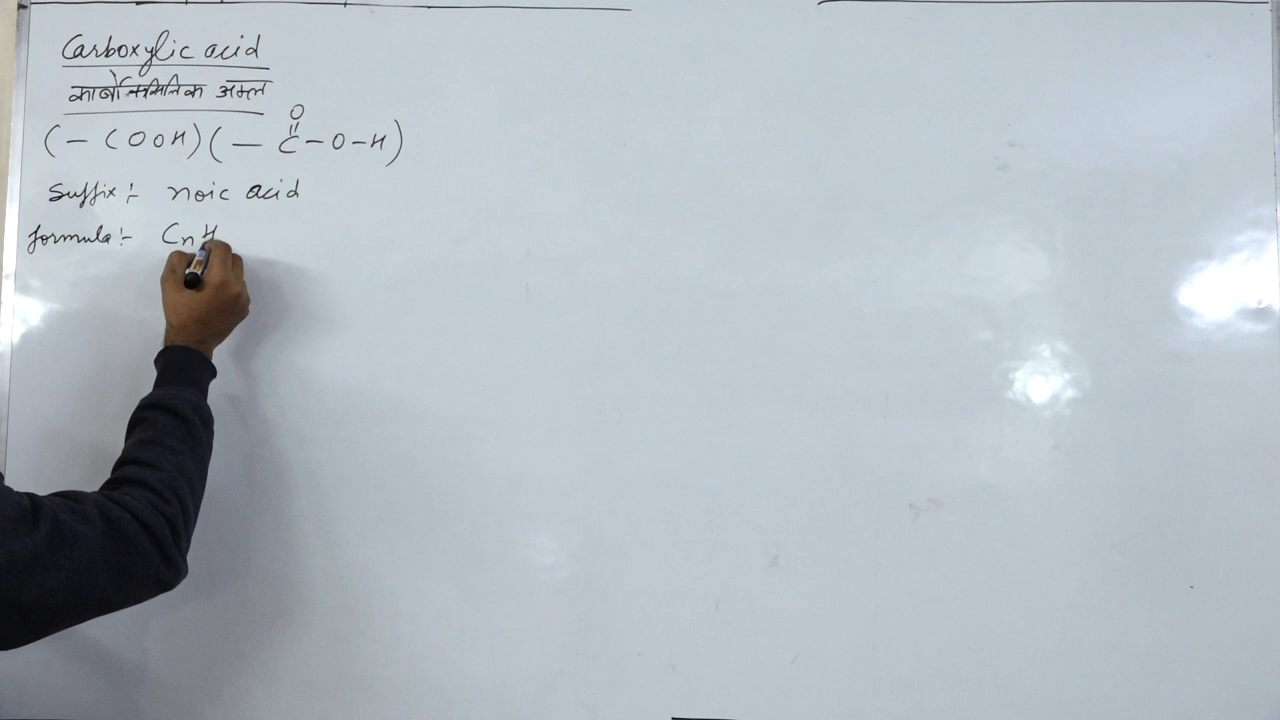 Carboxylic acid
कार्बोक्सिलिक अम्ल
(- COOH) (- C - O - H)
O
||
Suffix :- noic acid
formula :- CnH